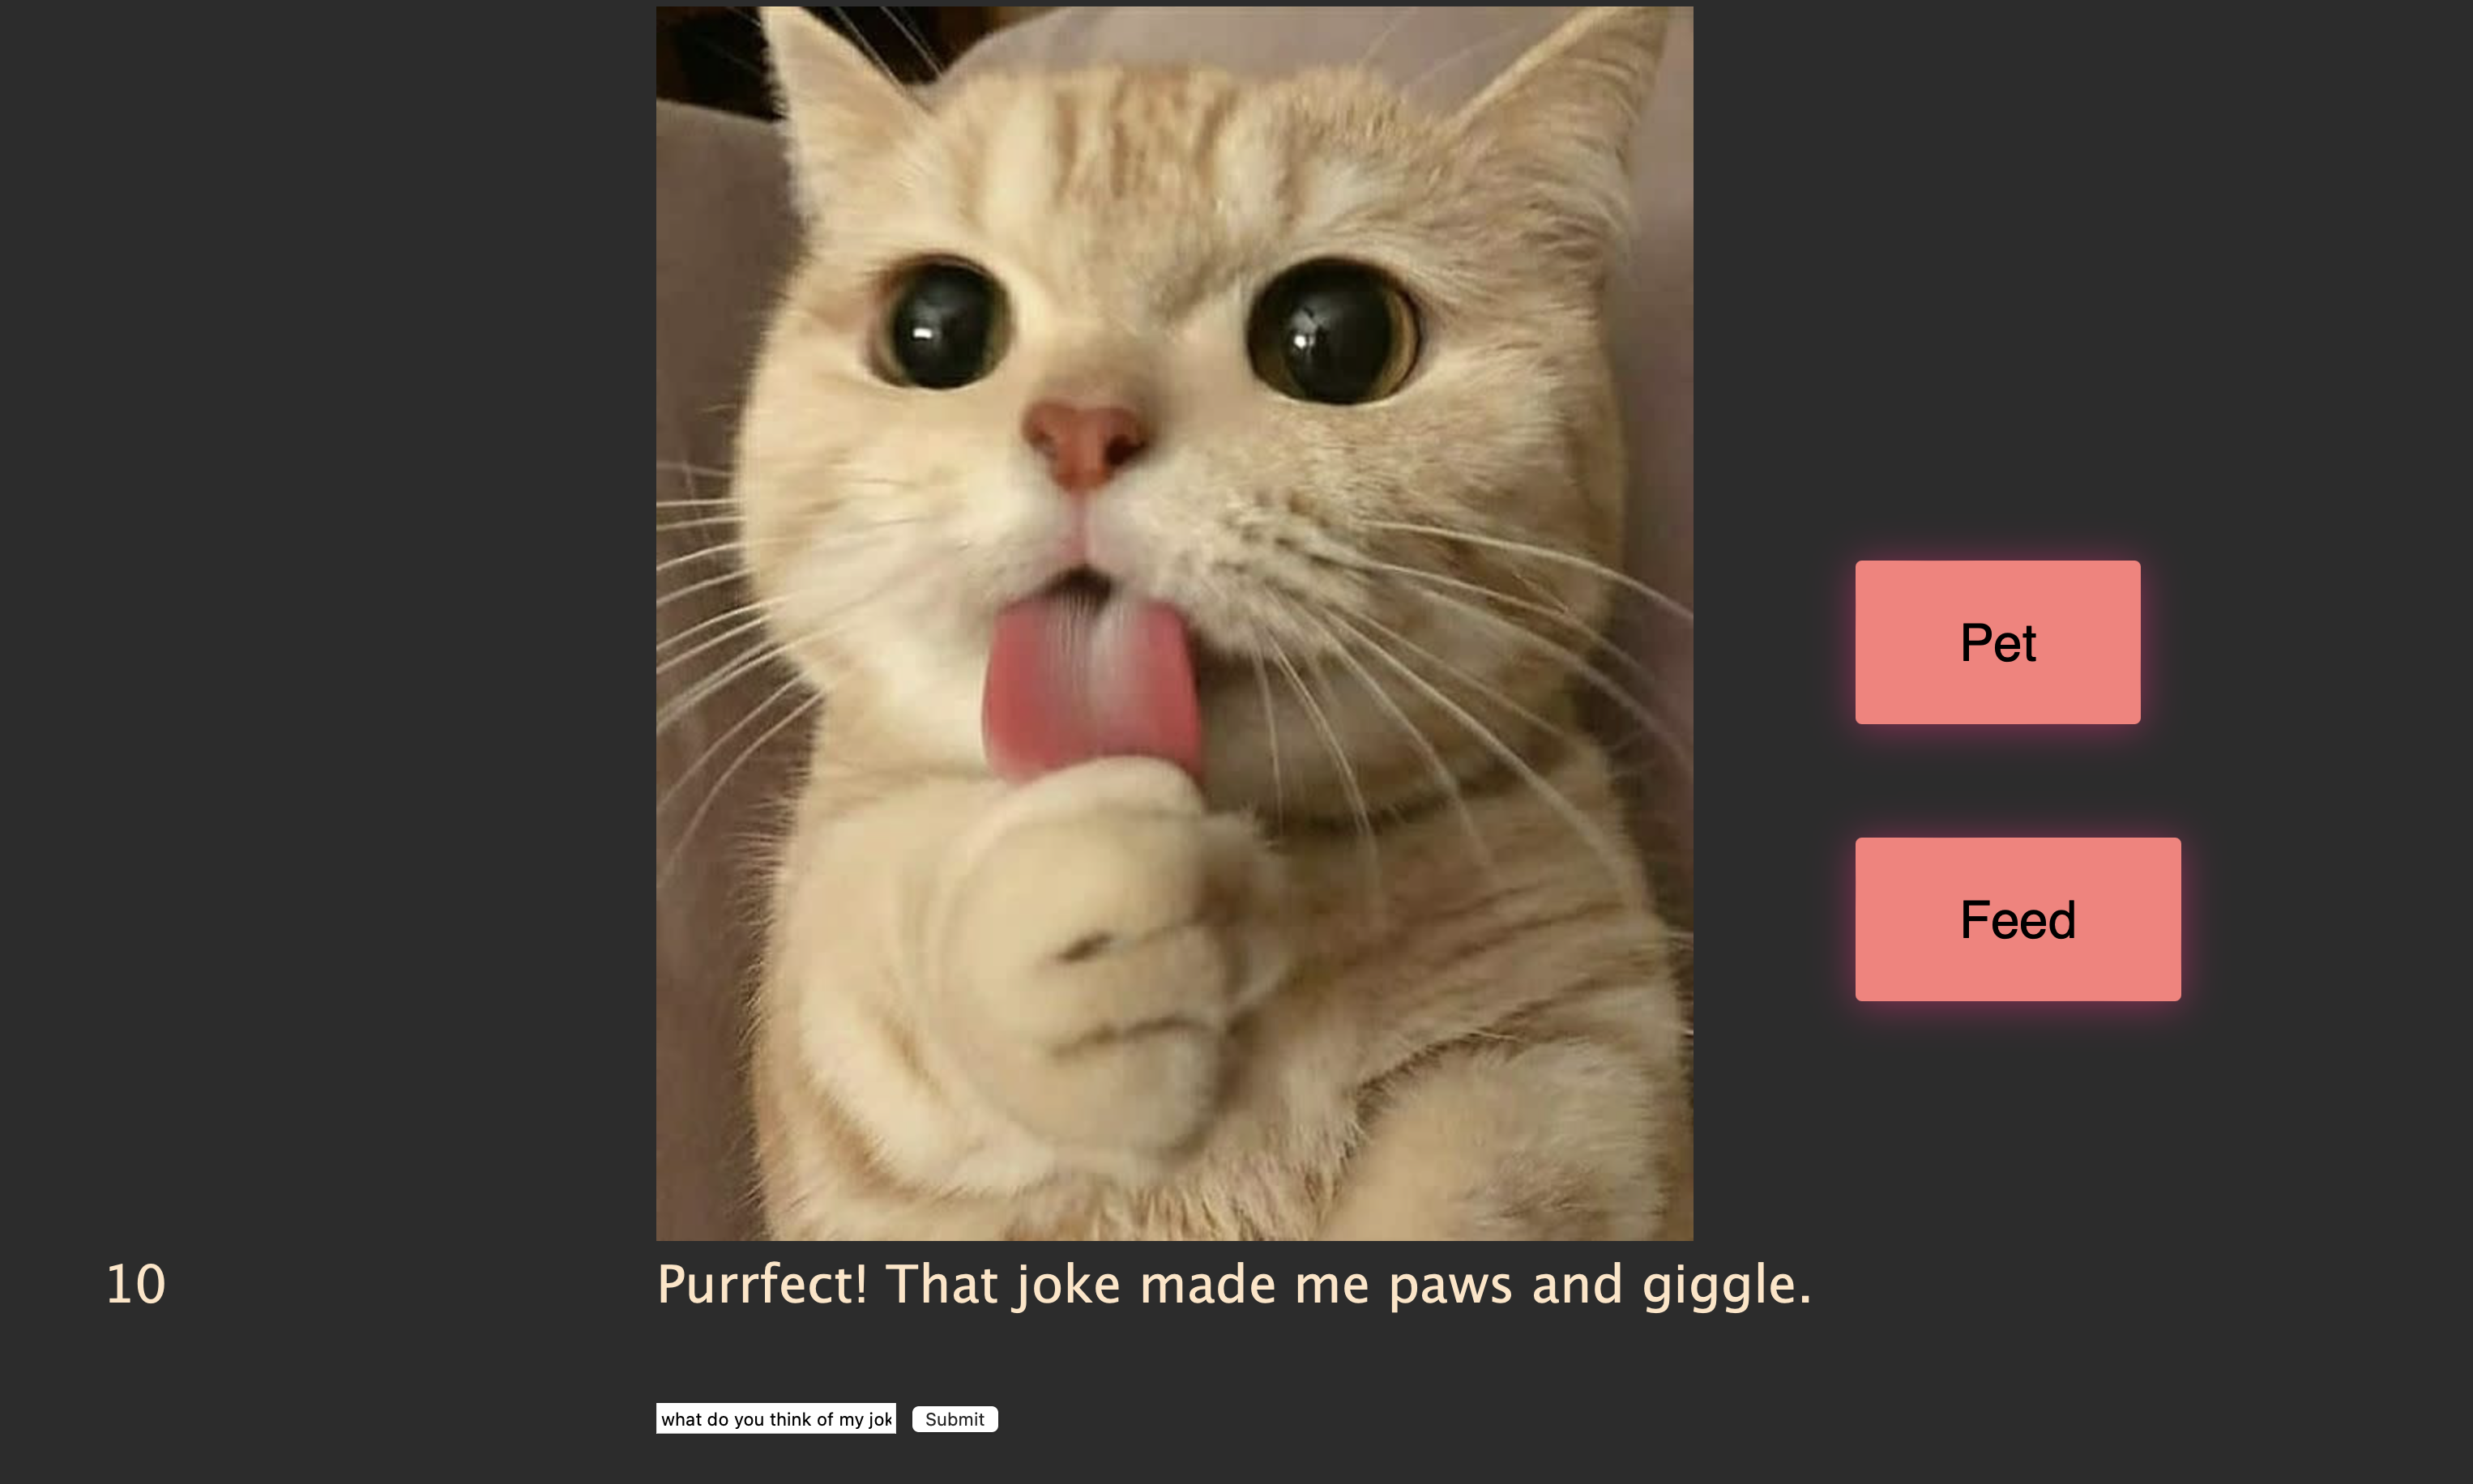 Pet
Feed
10
Purrfect! That joke made me paws and giggle.
what do you think of my jok
Submit